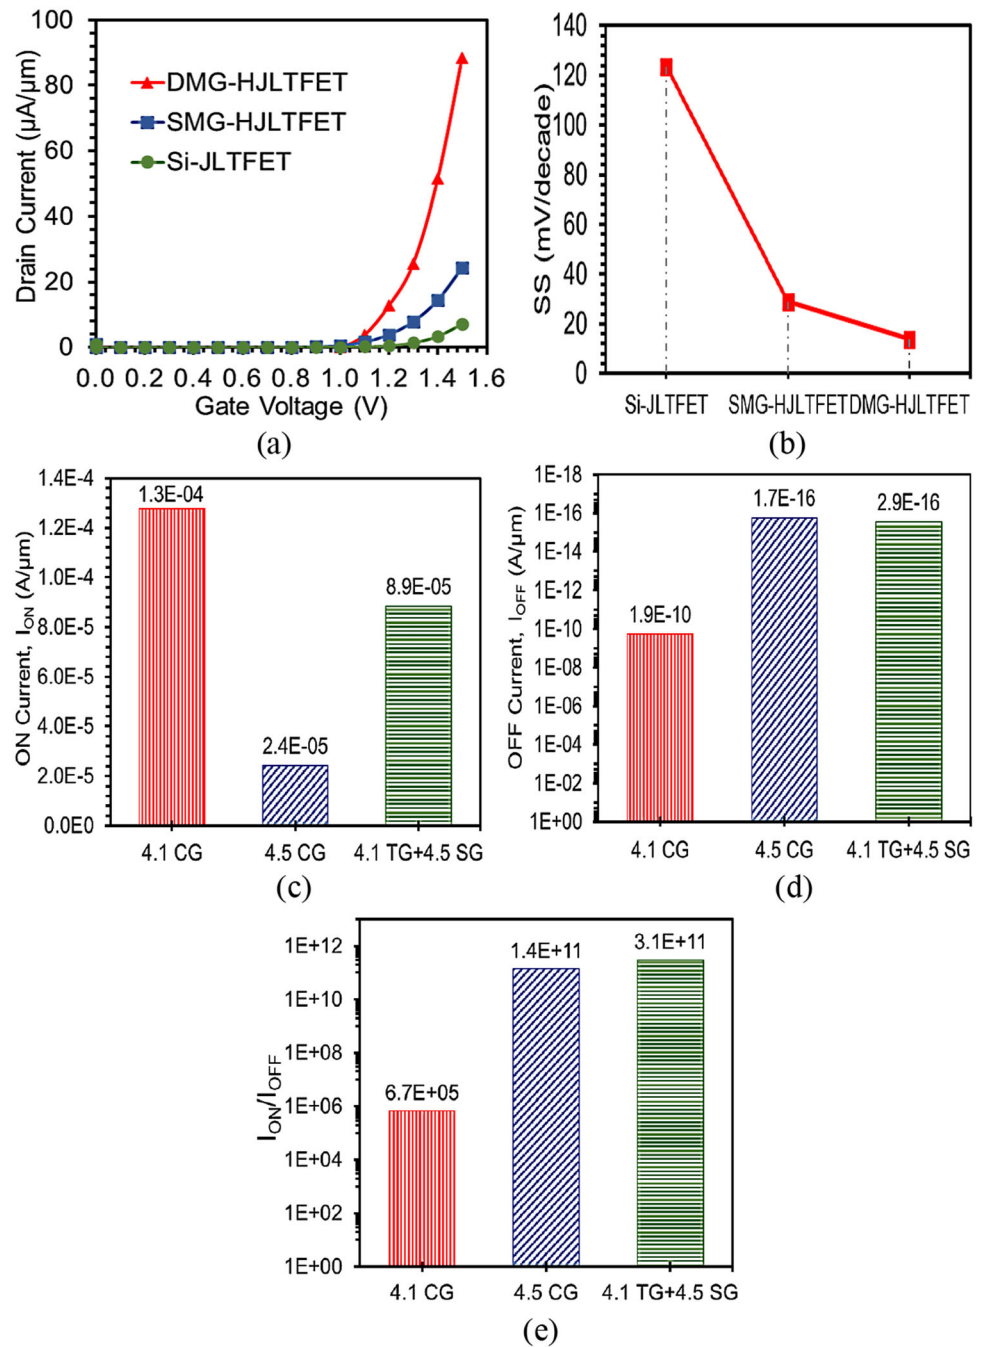 100
80
60
40
20
0
Drain Current (μA/μm)
DMG-HJLTFET
SMG-HJLTFET
Si-JLTFET
0.0 0.2 0.4 0.6 0.8 1.0 1.2 1.4 1.6
Gate Voltage (V)
(a)
140
120
100
80
60
40
20
0
SS (mV/decade)
Si-JLTFET SMG-HJLTFET DMG-HJLTFET
(b)
1.4E-4
1.2E-4
1.0E-4
8.0E-5
6.0E-5
4.0E-5
2.0E-5
0.0E0
ON Current, ION (A/μm)
1.3E-04
2.4E-05
8.9E-05
4.1 CG 4.5 CG 4.1 TG+4.5 SG
(c)
1E-18
1E-16
1E-14
1E-12
1E-10
1E-08
1E-06
1E-04
1E-02
1E+00
OFF Current, IOFF (A/μm)
1.9E-10
1.7E-16
2.9E-16
4.1 CG 4.5 CG 4.1 TG+4.5 SG
(d)
1E+12
1E+10
1E+08
1E+06
1E+04
1E+02
1E+00
ION/IOFF
6.7E+05
1.4E+11
3.1E+11
4.1 CG 4.5 CG 4.1 TG+4.5 SG
(e)